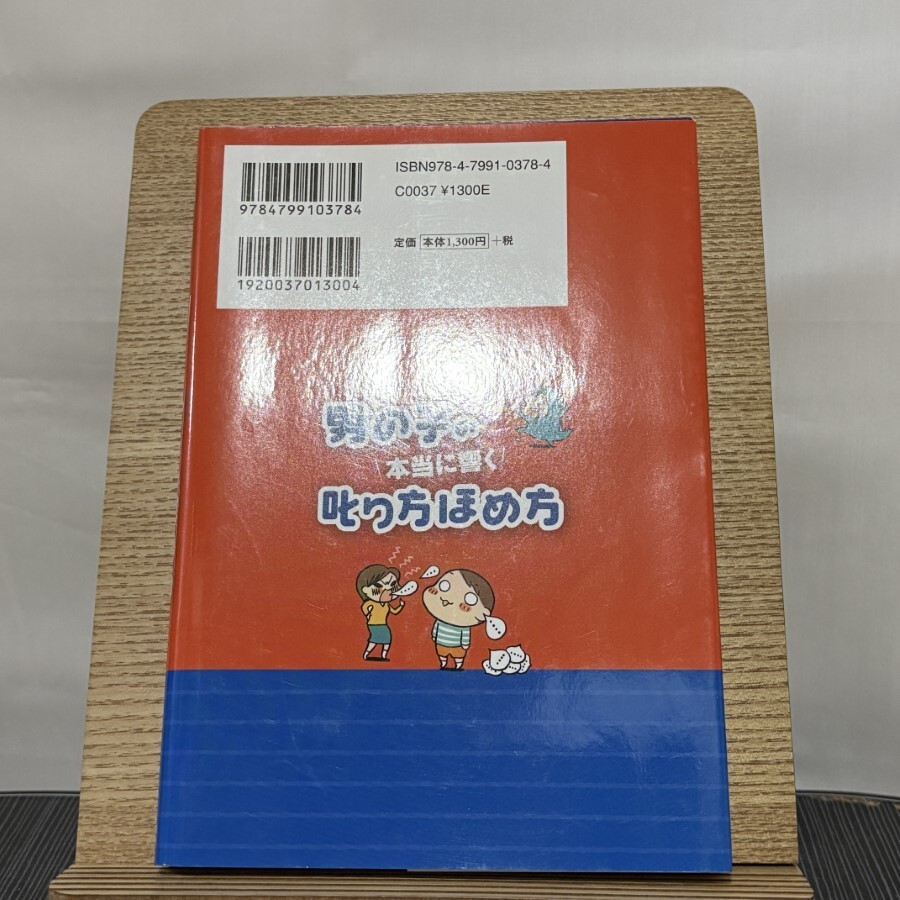 ISBN978-4-7991-0378-4
C0037 ¥1300E
9784799103784
定価 本体1,300円 +税
1920037013004
男の子の
本当に響く
叱り方ほめ方